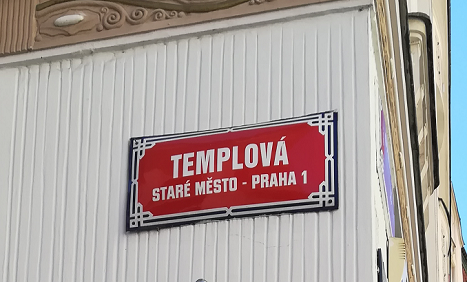 TEMPLOVÁ
STARÉ MĚSTO - PRAHA 1